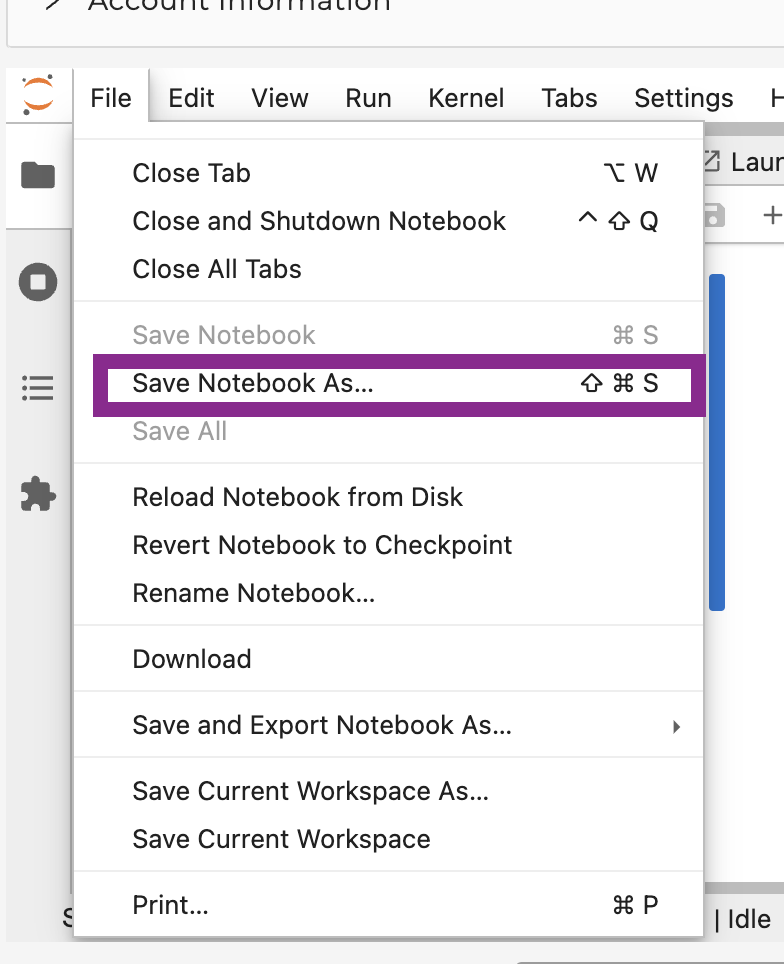 Account Information
File Edit View Run Kernel Tabs Settings
Close Tab ⌥ W
Close and Shutdown Notebook ^ ⇧ Q
Close All Tabs
Save Notebook ⌘ S
Save Notebook As... ⇧ ⌘ S
Save All
Reload Notebook from Disk
Revert Notebook to Checkpoint
Rename Notebook...
Download
Save and Export Notebook As...
Save Current Workspace As...
Save Current Workspace
Print... ⌘ P
| Idle